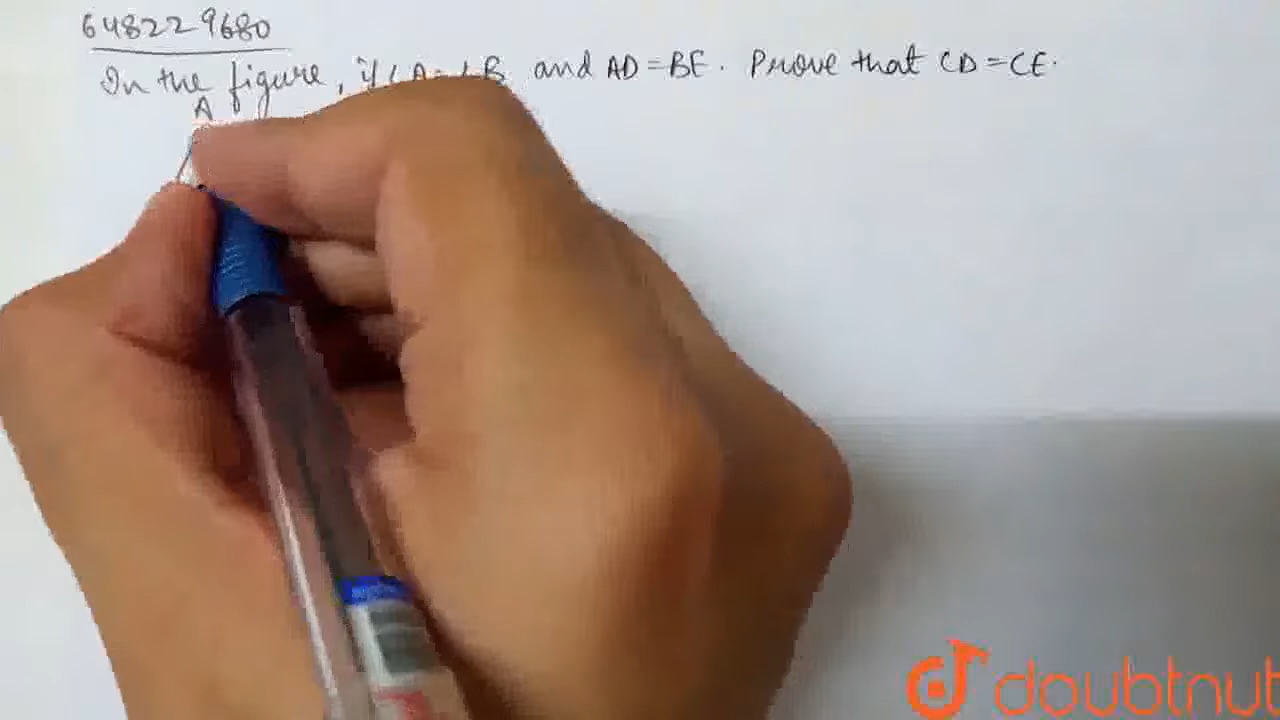 648229680
In the figure, if ∠A = ∠B and AD = BE. Prove that CD = CE.
A
doubtnut